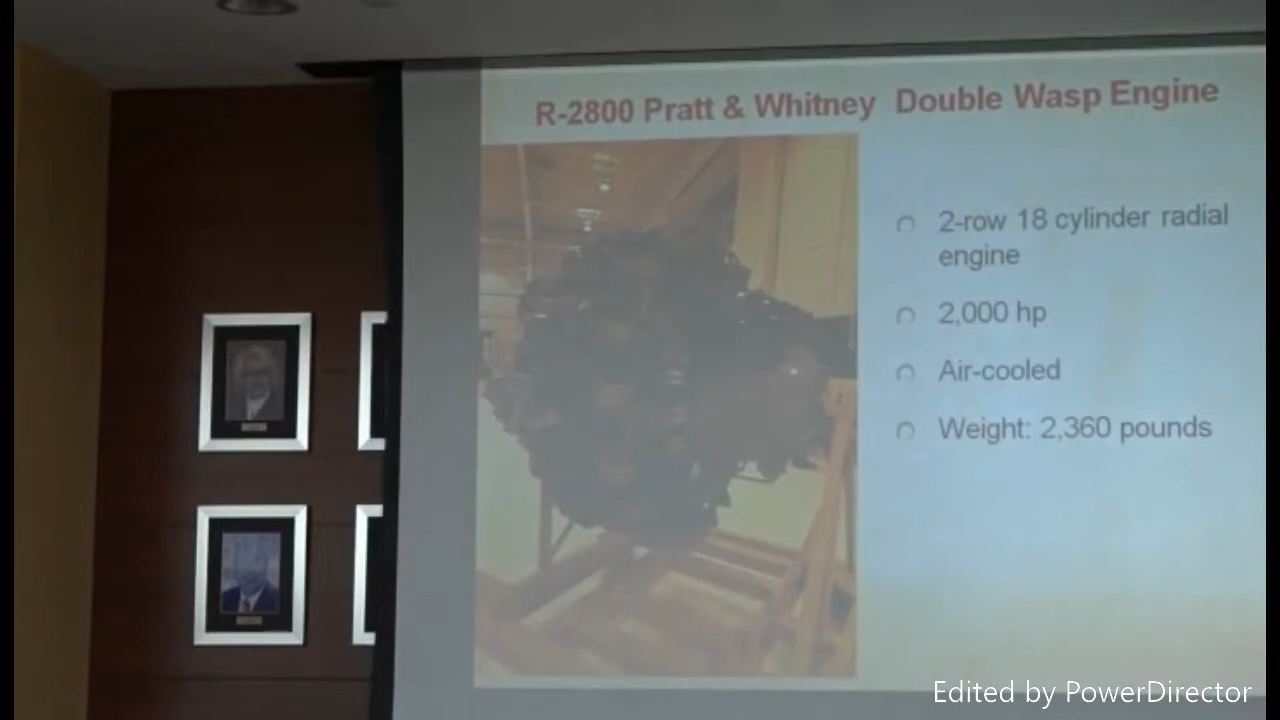 R-2800 Pratt & Whitney Double Wasp Engine
2-row 18 cylinder radial
engine
2,000 hp
Air-cooled
Weight: 2,360 pounds
Edited by PowerDirector